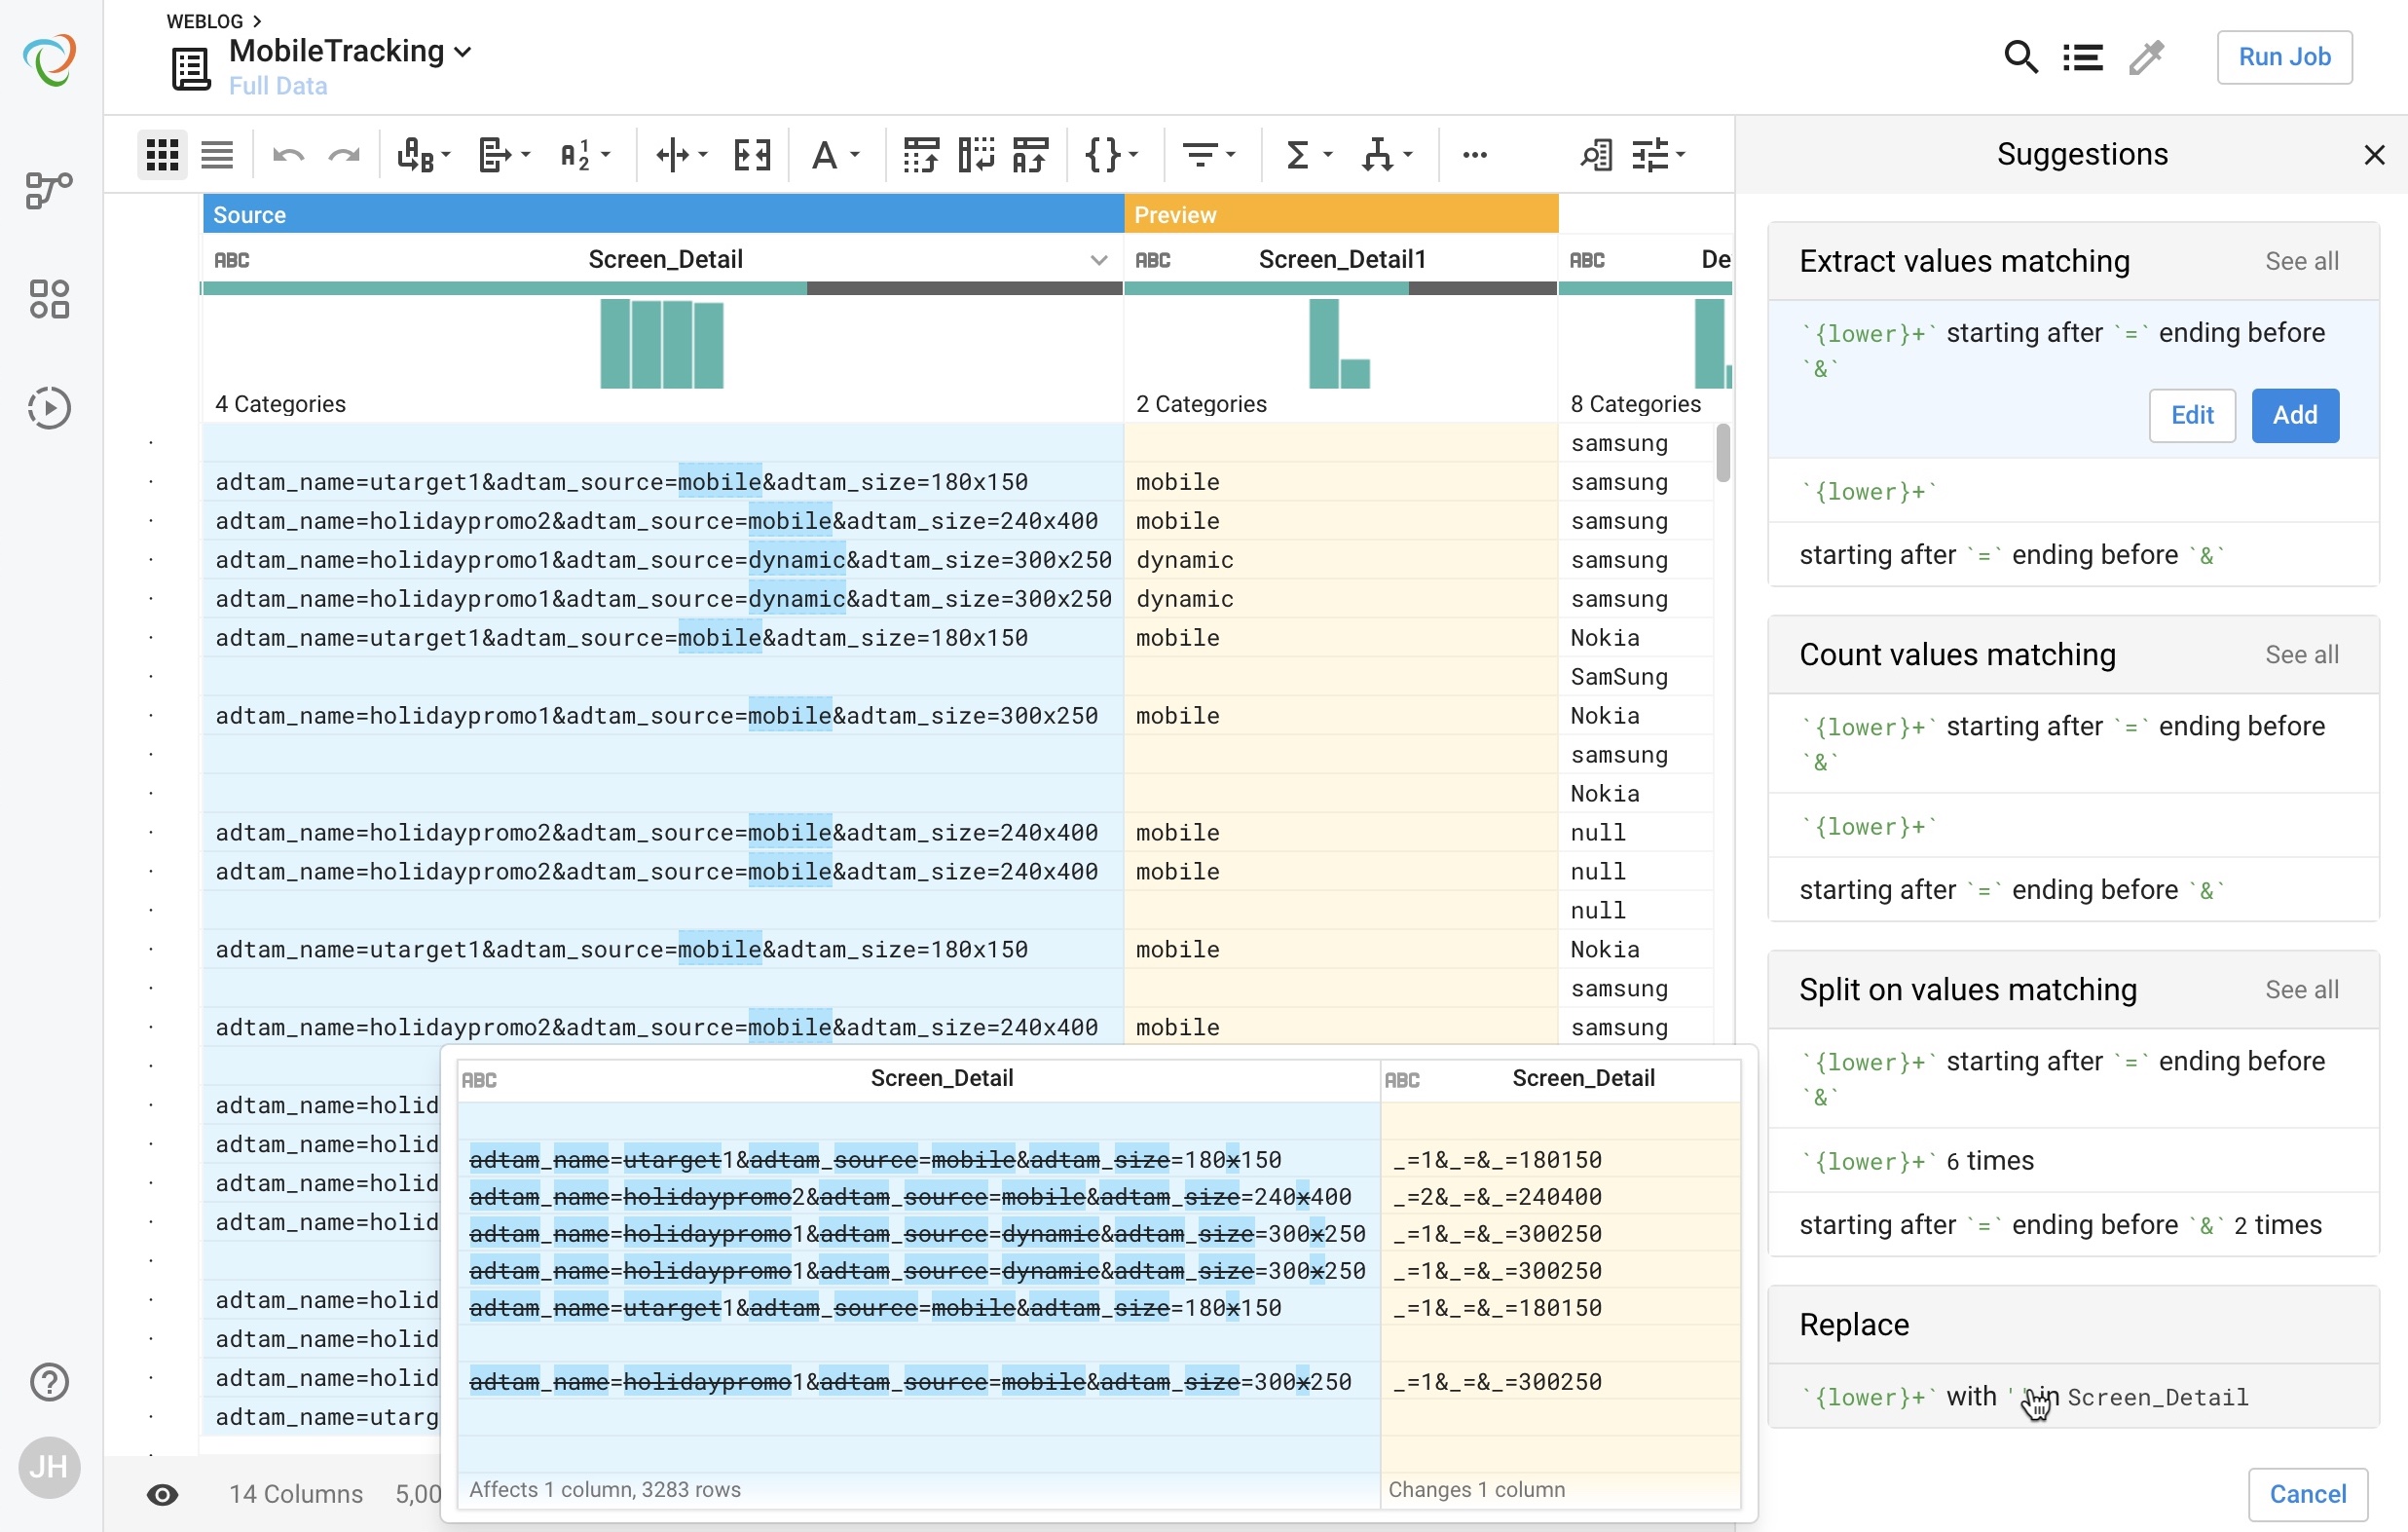 WEBLOG >
MobileTracking
Full Data
Run Job
Suggestions
Source
Preview
ABC Screen_Detail
ABC Screen_Detail1
ABC De
4 Categories
2 Categories
8 Categories
samsung
adtam_name=utarget1&adtam_source=mobile&adtam_size=180x150 mobile samsung
adtam_name=holidaypromo2&adtam_source=mobile&adtam_size=240x400 mobile samsung
adtam_name=holidaypromo1&adtam_source=dynamic&adtam_size=300x250 dynamic samsung
adtam_name=holidaypromo1&adtam_source=dynamic&adtam_size=300x250 dynamic samsung
adtam_name=utarget1&adtam_source=mobile&adtam_size=180x150 mobile Nokia
SamSung
adtam_name=holidaypromo1&adtam_source=mobile&adtam_size=300x250 mobile Nokia
samsung
Nokia
adtam_name=holidaypromo2&adtam_source=mobile&adtam_size=240x400 mobile null
adtam_name=holidaypromo2&adtam_source=mobile&adtam_size=240x400 mobile null
null
adtam_name=utarget1&adtam_source=mobile&adtam_size=180x150 mobile Nokia
samsung
adtam_name=holidaypromo2&adtam_source=mobile&adtam_size=240x400 mobile samsung
adtam_name=holid
adtam_name=holid
adtam_name=holid
adtam_name=holid
adtam_name=holid
adtam_name=holid
adtam_name=holid
adtam_name=utarg
ABC Screen_Detail
ABC Screen_Detail
adtam_name=utarget1&adtam_source=mobile&adtam_size=180x150 _=1&_=&_=180150
adtam_name=holidaypromo2&adtam_source=mobile&adtam_size=240x400 _=2&_=&_=240400
adtam_name=holidaypromo1&adtam_source=dynamic&adtam_size=300x250 _=1&_=&_=300250
adtam_name=holidaypromo1&adtam_source=dynamic&adtam_size=300x250 _=1&_=&_=300250
adtam_name=utarget1&adtam_source=mobile&adtam_size=180x150 _=1&_=&_=180150
adtam_name=holidaypromo1&adtam_source=mobile&adtam_size=300x250 _=1&_=&_=300250
Affects 1 column, 3283 rows
Changes 1 column
14 Columns 5,00
JH
Extract values matching See all
`{lower}+` starting after `=` ending before
`&`
Edit Add
`{lower}+`
starting after `=` ending before `&`
Count values matching See all
`{lower}+` starting after `=` ending before
`&`
`{lower}+`
starting after `=` ending before `&`
Split on values matching See all
`{lower}+` starting after `=` ending before
`&`
`{lower}+` 6 times
starting after `=` ending before `&` 2 times
Replace
`{lower}+` with '' in Screen_Detail
Cancel